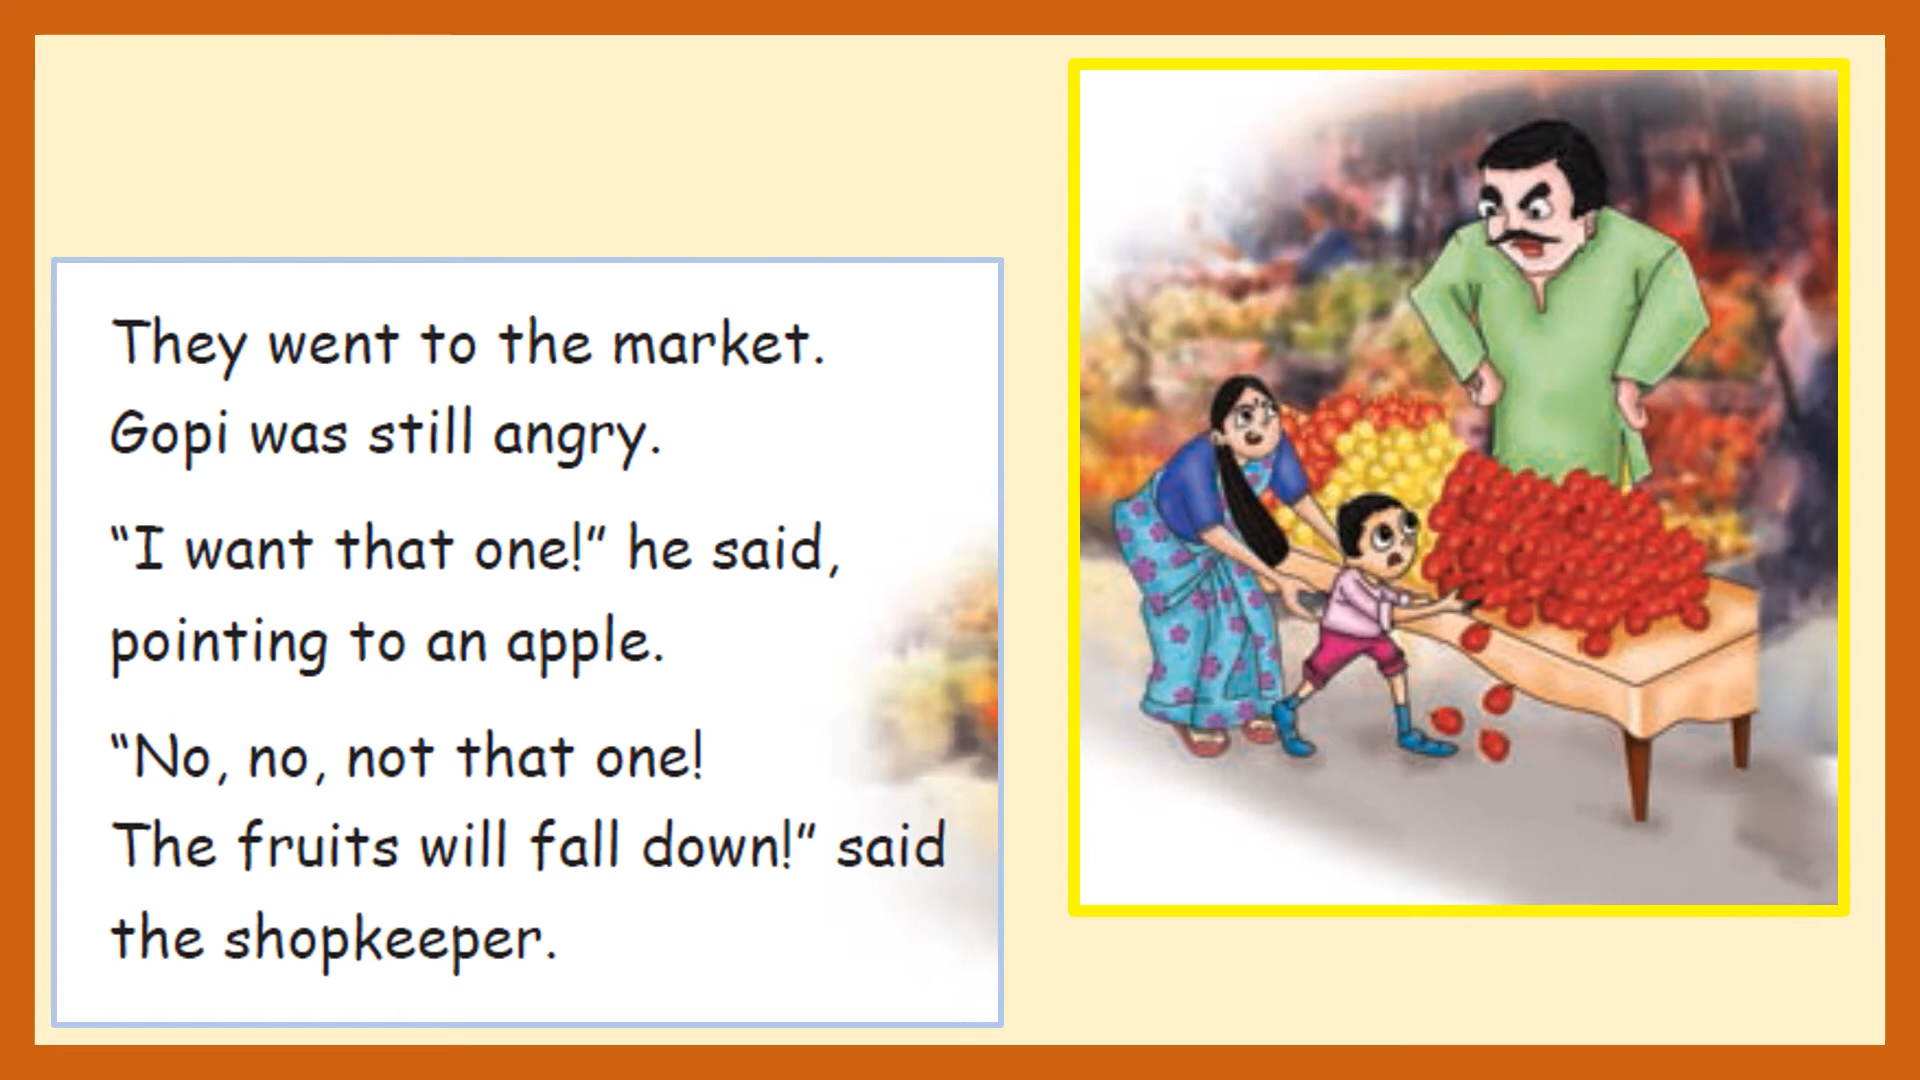 They went to the market.
Gopi was still angry.
“I want that one!” he said,
pointing to an apple.
“No, no, not that one!
The fruits will fall down!” said
the shopkeeper.